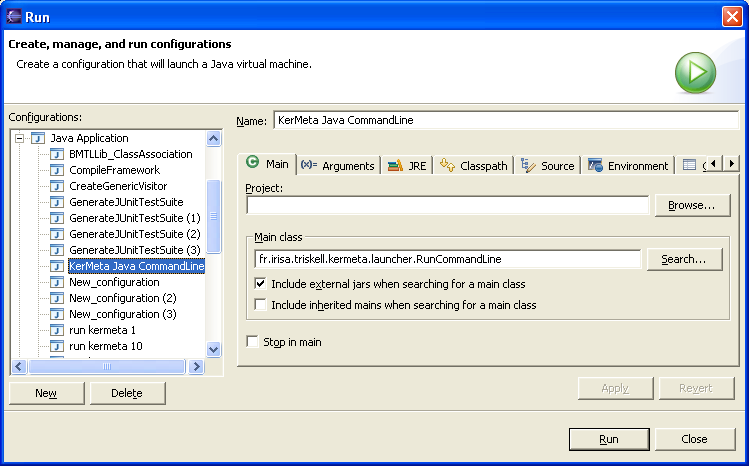 Run
Create, manage, and run configurations
Create a configuration that will launch a Java virtual machine.
Configurations:
Java Application
BMTLLib_ClassAssociation
CompileFramework
CreateGenericVisitor
GenerateJUnitTestSuite
GenerateJUnitTestSuite (1)
GenerateJUnitTestSuite (2)
GenerateJUnitTestSuite (3)
KerMeta Java CommandLine
New_configuration
New_configuration (2)
New_configuration (3)
run kermeta 1
run kermeta 10
New
Delete
Name: KerMeta Java CommandLine
Main (x)= Arguments JRE Classpath Source Environment
Project:
Browse...
Main class
fr.irisa.triskell.kermeta.launcher.RunCommandLine
Search...
Include external jars when searching for a main class
Include inherited mains when searching for a main class
Stop in main
Apply
Revert
Run
Close